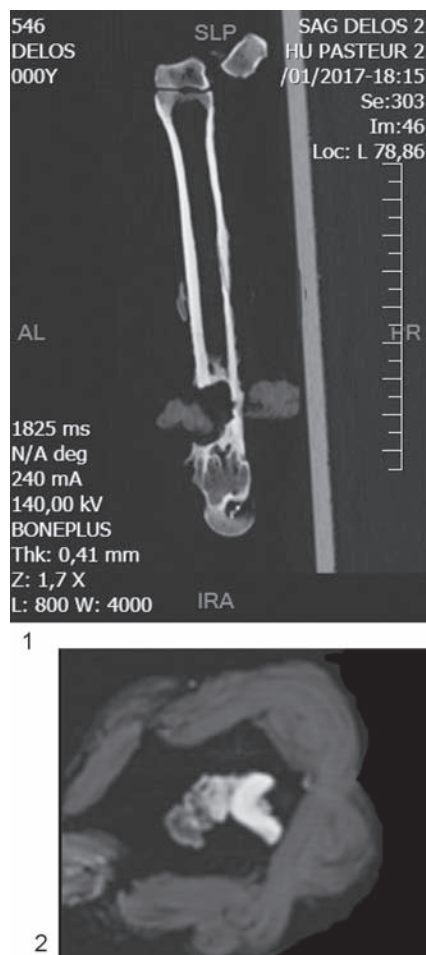 546
DELOS
000Y
SLP
SAG DELOS 2
HU PASTEUR 2
/01/2017-18:15
Se:303
Im:46
Loc: L 78,86
AL
1825 ms
N/A deg
240 mA
140,00 kV
BONEPLUS
Thk: 0,41 mm
Z: 1,7 X
L: 800 W: 4000
IRA
1
2